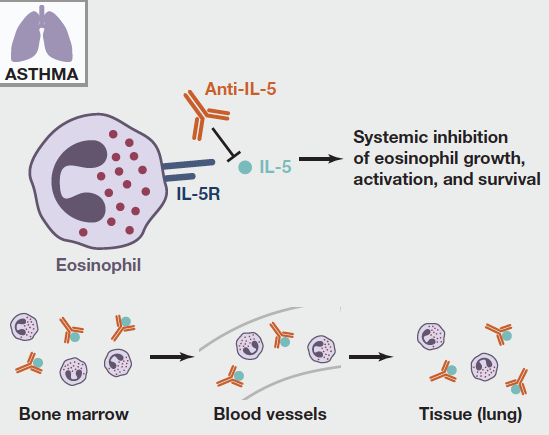 ASTHMA
Anti-IL-5
IL-5
IL-5R
Systemic inhibition
of eosinophil growth,
activation, and survival
Eosinophil
Bone marrow
Blood vessels
Tissue (lung)